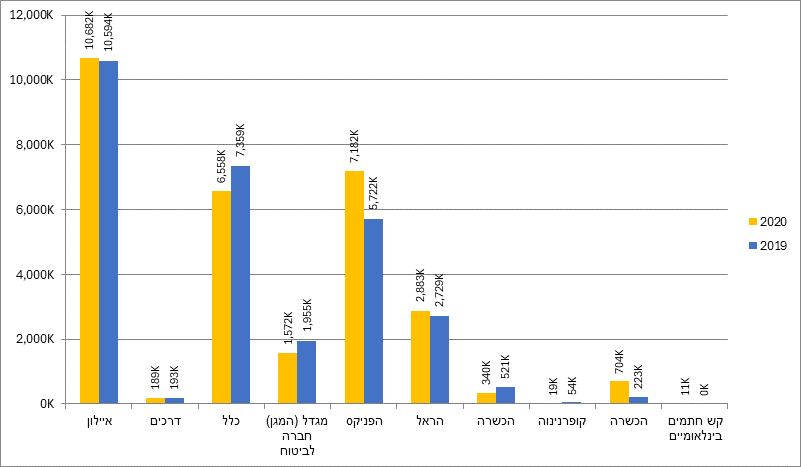 12,000K
10,000K
8,000K
6,000K
4,000K
2,000K
0K
10,682K
10,594K
189K
193K
6,558K
7,359K
1,572K
1,955K
7,182K
5,722K
2,883K
2,729K
340K
521K
19K
54K
704K
223K
11K
0K
איילון
דרכים
כלל
מגדל (המגן)
חברה
לביטוח
הפניקס
הראל
הכשרה
קופרנינוה
הכשרה
קש חתמים
בינלאומיים
2020
2019